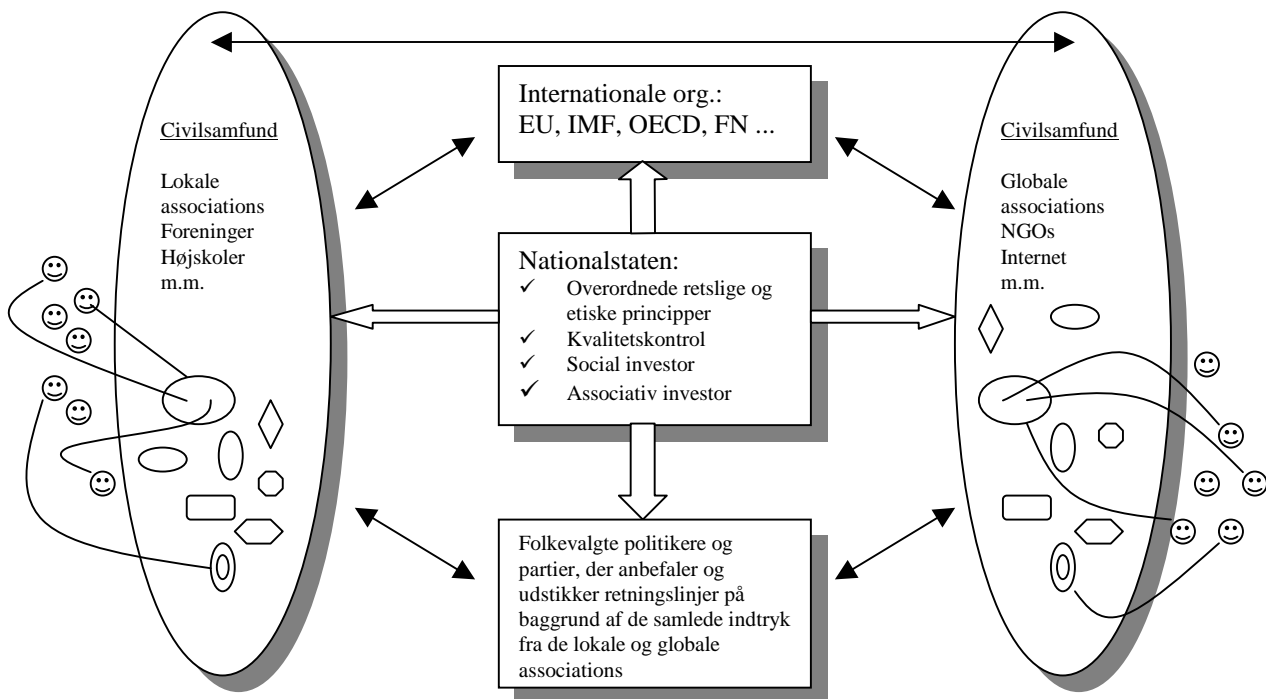 Civilsamfund
Lokale
associations
Foreninger
Højskoler
m.m.
Internationale org.:
EU, IMF, OECD, FN ...
Nationalstaten:
✓ Overordnede retslige og
etiske principper
✓ Kvalitetskontrol
✓ Social investor
✓ Associativ investor
Folkevalgte politikere og
partier, der anbefaler og
udstikker retningslinjer på
baggrund af de samlede indtryk
fra de lokale og globale
associations
Civilsamfund
Globale
associations
NGOs
Internet
m.m.